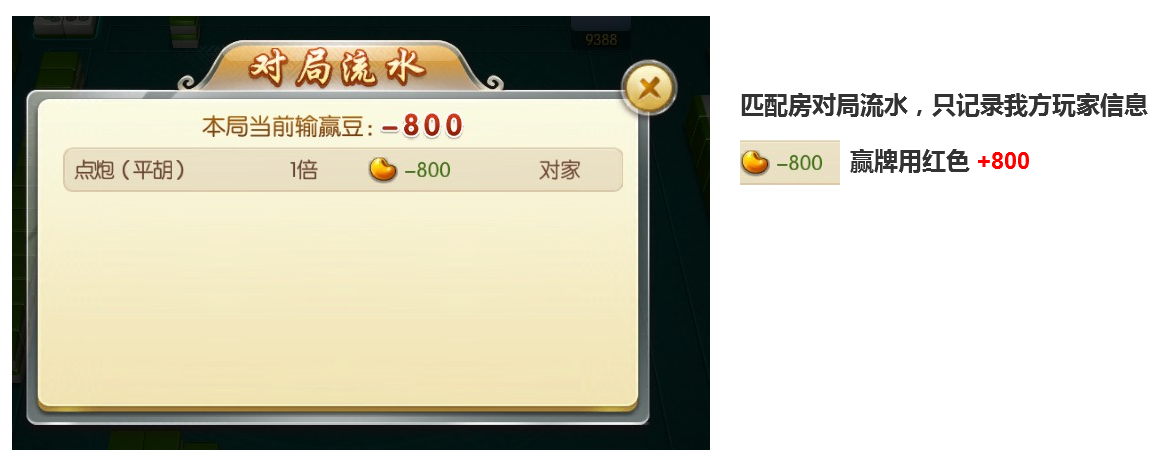 9388
对局流水
本局当前输赢豆: -800
点炮（平胡） 1倍 -800 对家
匹配房对局流水，只记录我方玩家信息
-800 赢牌用红色 +800